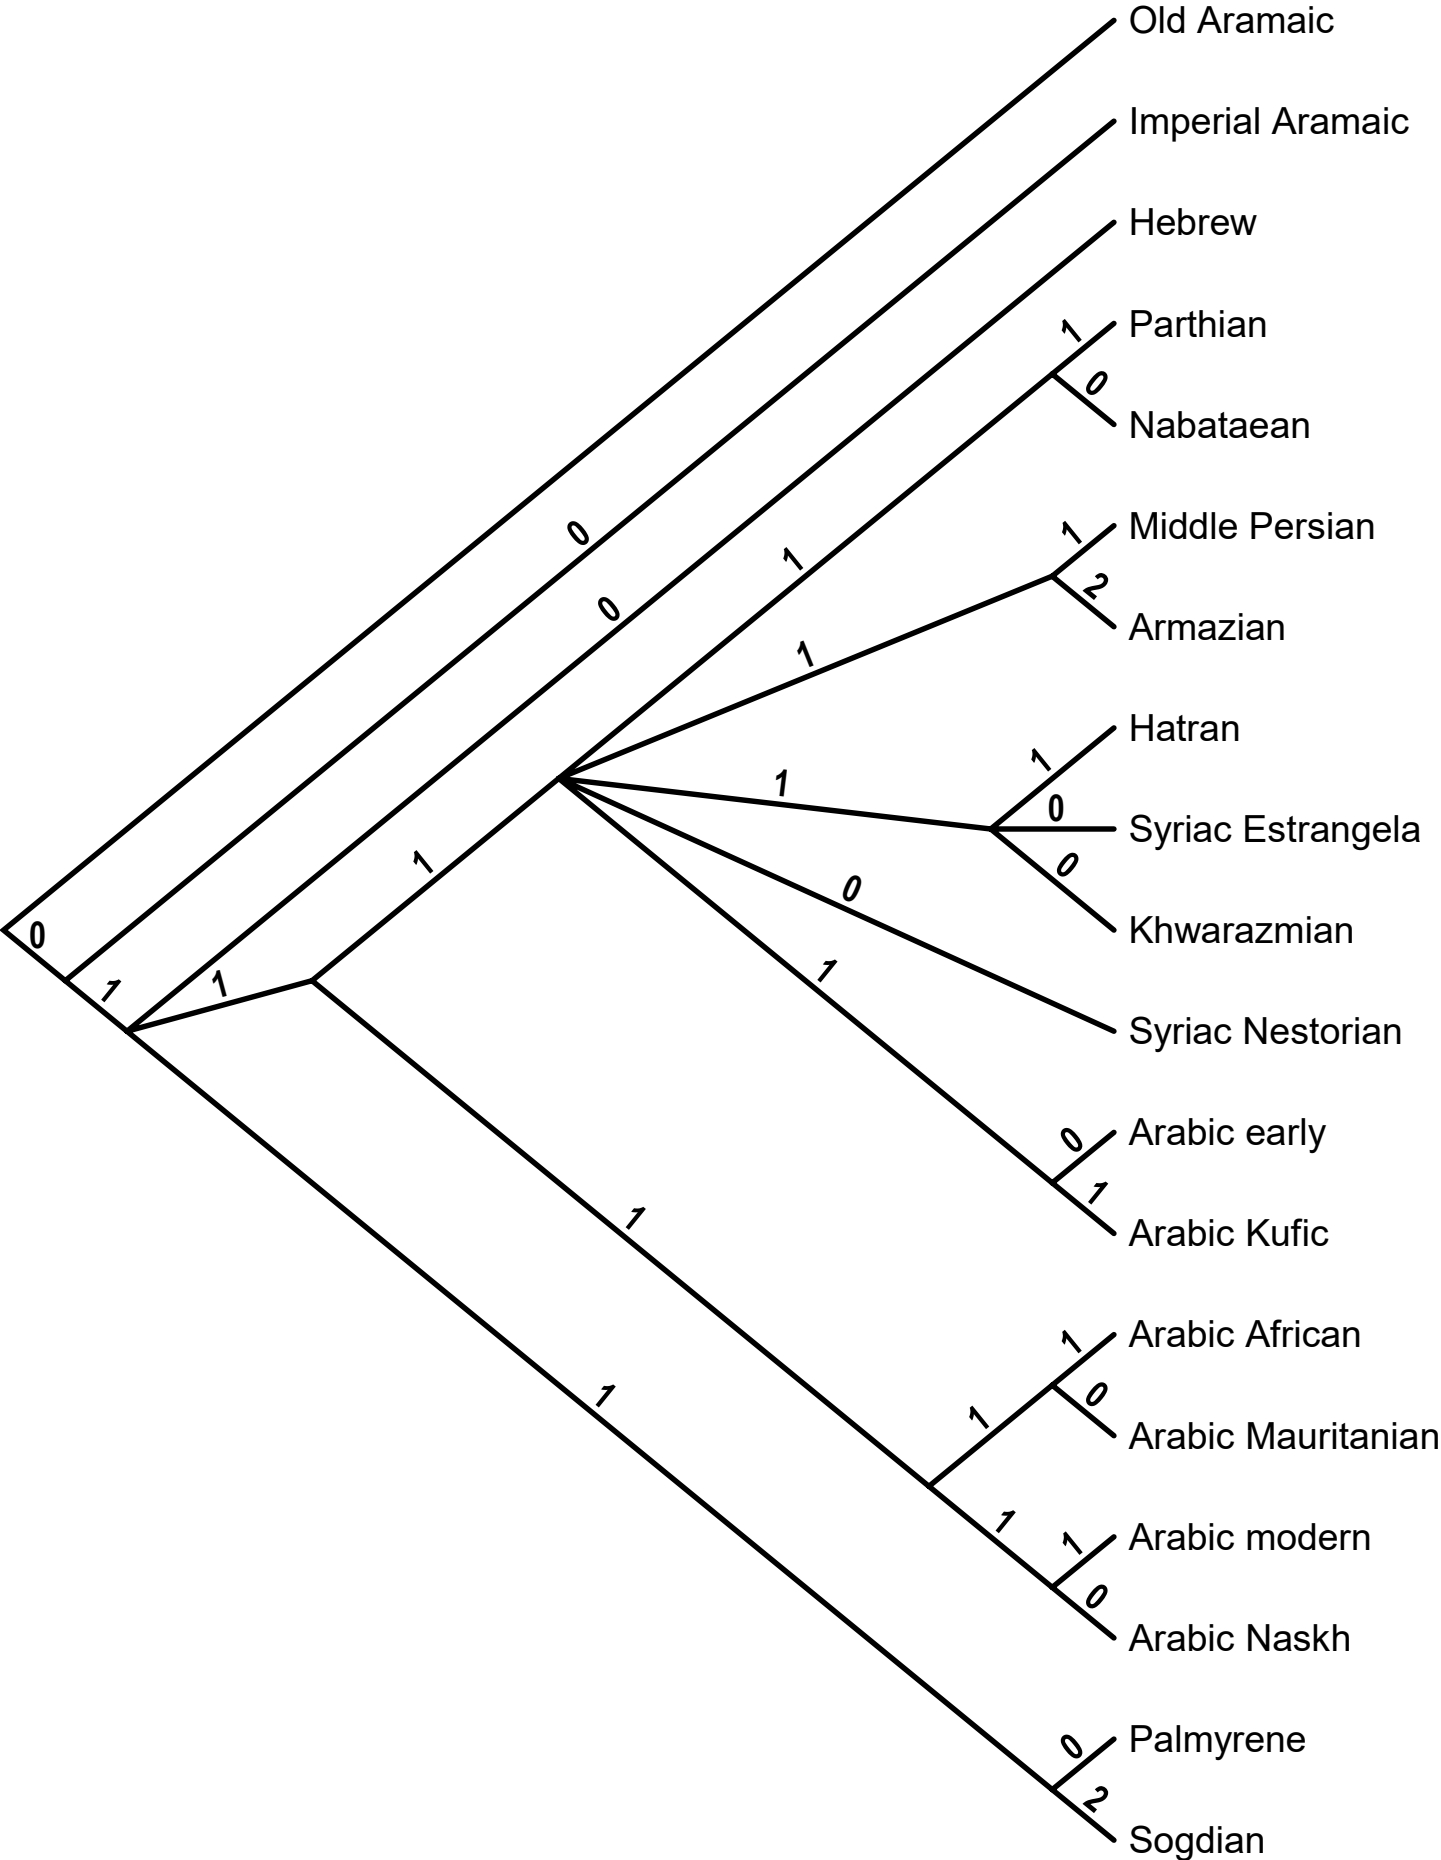 Old Aramaic
Imperial Aramaic
Hebrew
1 Parthian
0 Nabataean
0
1
1 Middle Persian
2 Armazian
0
1
Hatran
1
1
0
Syriac Estrangela
1
0
0
Khwarazmian
0
1
1
1
Syriac Nestorian
0 Arabic early
1
1
Arabic Kufic
1 Arabic African
1
0
1
Arabic Mauritanian
1
1 Arabic modern
0
Arabic Naskh
0 Palmyrene
2
Sogdian